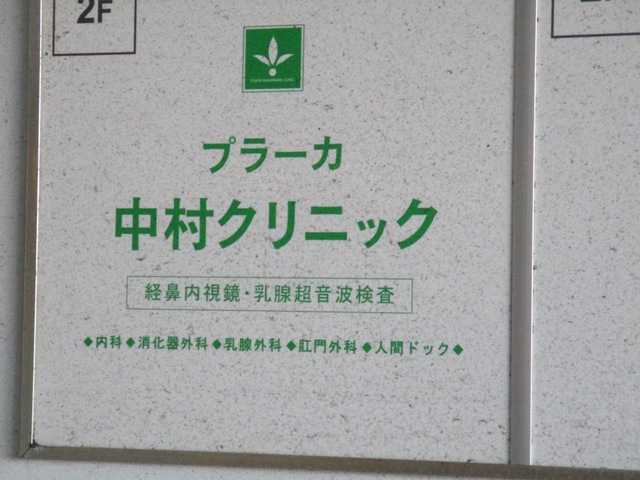 2F
プラーカ
中村クリニック
経鼻内視鏡・乳腺超音波検査
◆内科◆消化器外科◆乳腺外科◆肛門外科◆人間ドック◆